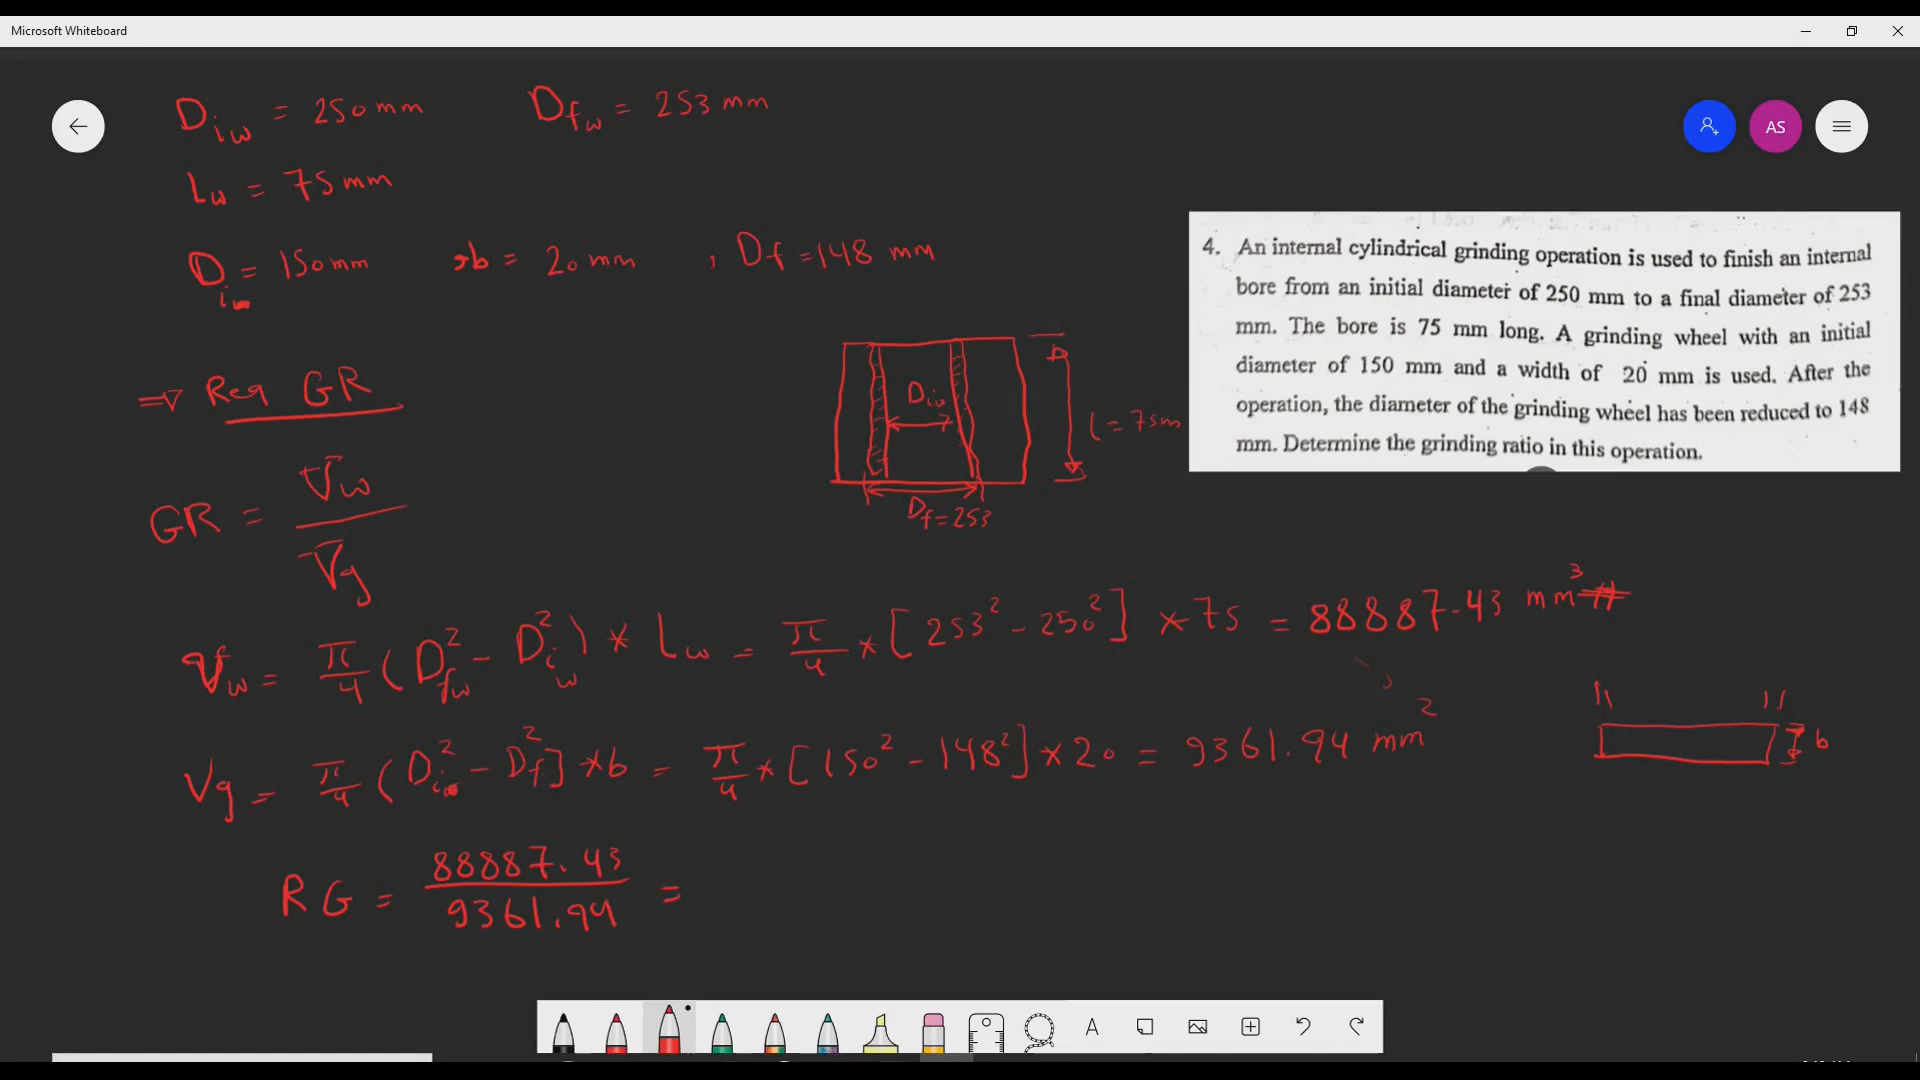 Microsoft Whiteboard
D_iw = 250 mm D_fw = 253 mm
L_w = 75 mm
D_i = 150 mm b = 20 mm , D_f = 148 mm
AS
4. An internal cylindrical grinding operation is used to finish an internal
bore from an initial diameter of 250 mm to a final diameter of 253
mm. The bore is 75 mm long. A grinding wheel with an initial
diameter of 150 mm and a width of 20 mm is used. After the
operation, the diameter of the grinding wheel has been reduced to 148
mm. Determine the grinding ratio in this operation.
⇒ Req GR
D_iw
L = 75m
D_f = 253
GR = V_w / V_g
V_w = π/4 (D²_fw - D²_iw) * L_w = π/4 * [253² - 250²] × 75 = 88887.43 mm³ #
V_g = π/4 (D_i² - D_f²] * b = π/4 * [150² - 148²] * 20 = 9361.94 mm²
b
RG = 88887.43 / 9361.94 =
A